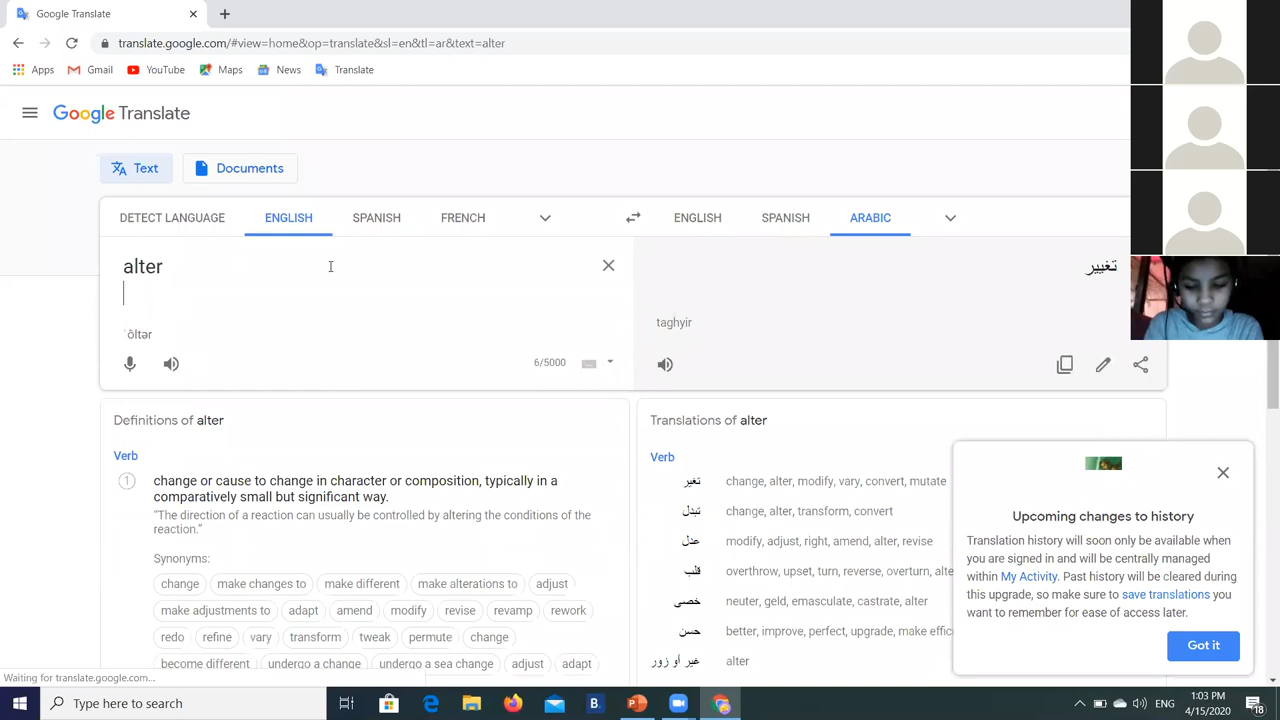 Google Translate
translate.google.com/#view=home&op=translate&sl=en&tl=ar&text=alter
Apps
Gmail
YouTube
Maps
News
Translate
Google Translate
Text
Documents
DETECT LANGUAGE
ENGLISH
SPANISH
FRENCH
ENGLISH
SPANISH
ARABIC
alter
ˈôltər
6/5000
تغيير
taghyir
Definitions of alter
Verb
1
change or cause to change in character or composition, typically in a
comparatively small but significant way.
"The direction of a reaction can usually be controlled by altering the conditions of the
reaction."
Synonyms:
change
make changes to
make different
make alterations to
adjust
make adjustments to
adapt
amend
modify
revise
revamp
rework
redo
refine
vary
transform
tweak
permute
change
become different
undergo a change
undergo a sea change
adjust
adapt
Translations of alter
Verb
تغير
change, alter, modify, vary, convert, mutate
تبدل
change, alter, transform, convert
عدل
modify, adjust, right, amend, alter, revise
قلب
overthrow, upset, turn, reverse, overturn, alte
خصى
neuter, geld, emasculate, castrate, alter
حسن
better, improve, perfect, upgrade, make effic
غير أو زور
alter
Upcoming changes to history
Translation history will soon only be available when
you are signed in and will be centrally managed
within My Activity. Past history will be cleared during
this upgrade, so make sure to save translations you
want to remember for ease of access later.
Got it
Waiting for translate.google.com...
Type here to search
B
ENG
1:03 PM
4/15/2020
18